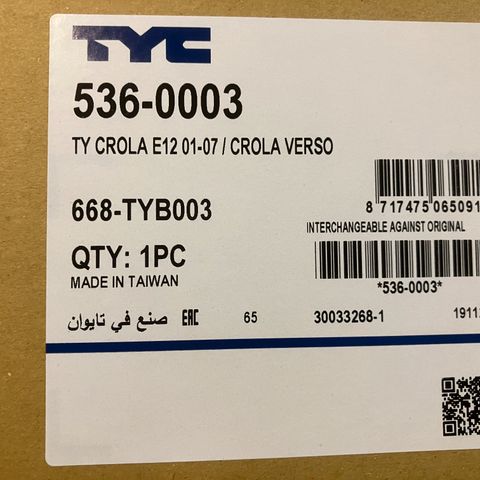 TYC
536-0003
TY CROLA E12 01-07 / CROLA VERSO
668-TYB003
8 717475 065091
INTERCHANGEABLE AGAINST ORIGINAL
QTY: 1PC
MADE IN TAIWAN
*536-0003*
صنع في تايوان EAC 65 30033268-1